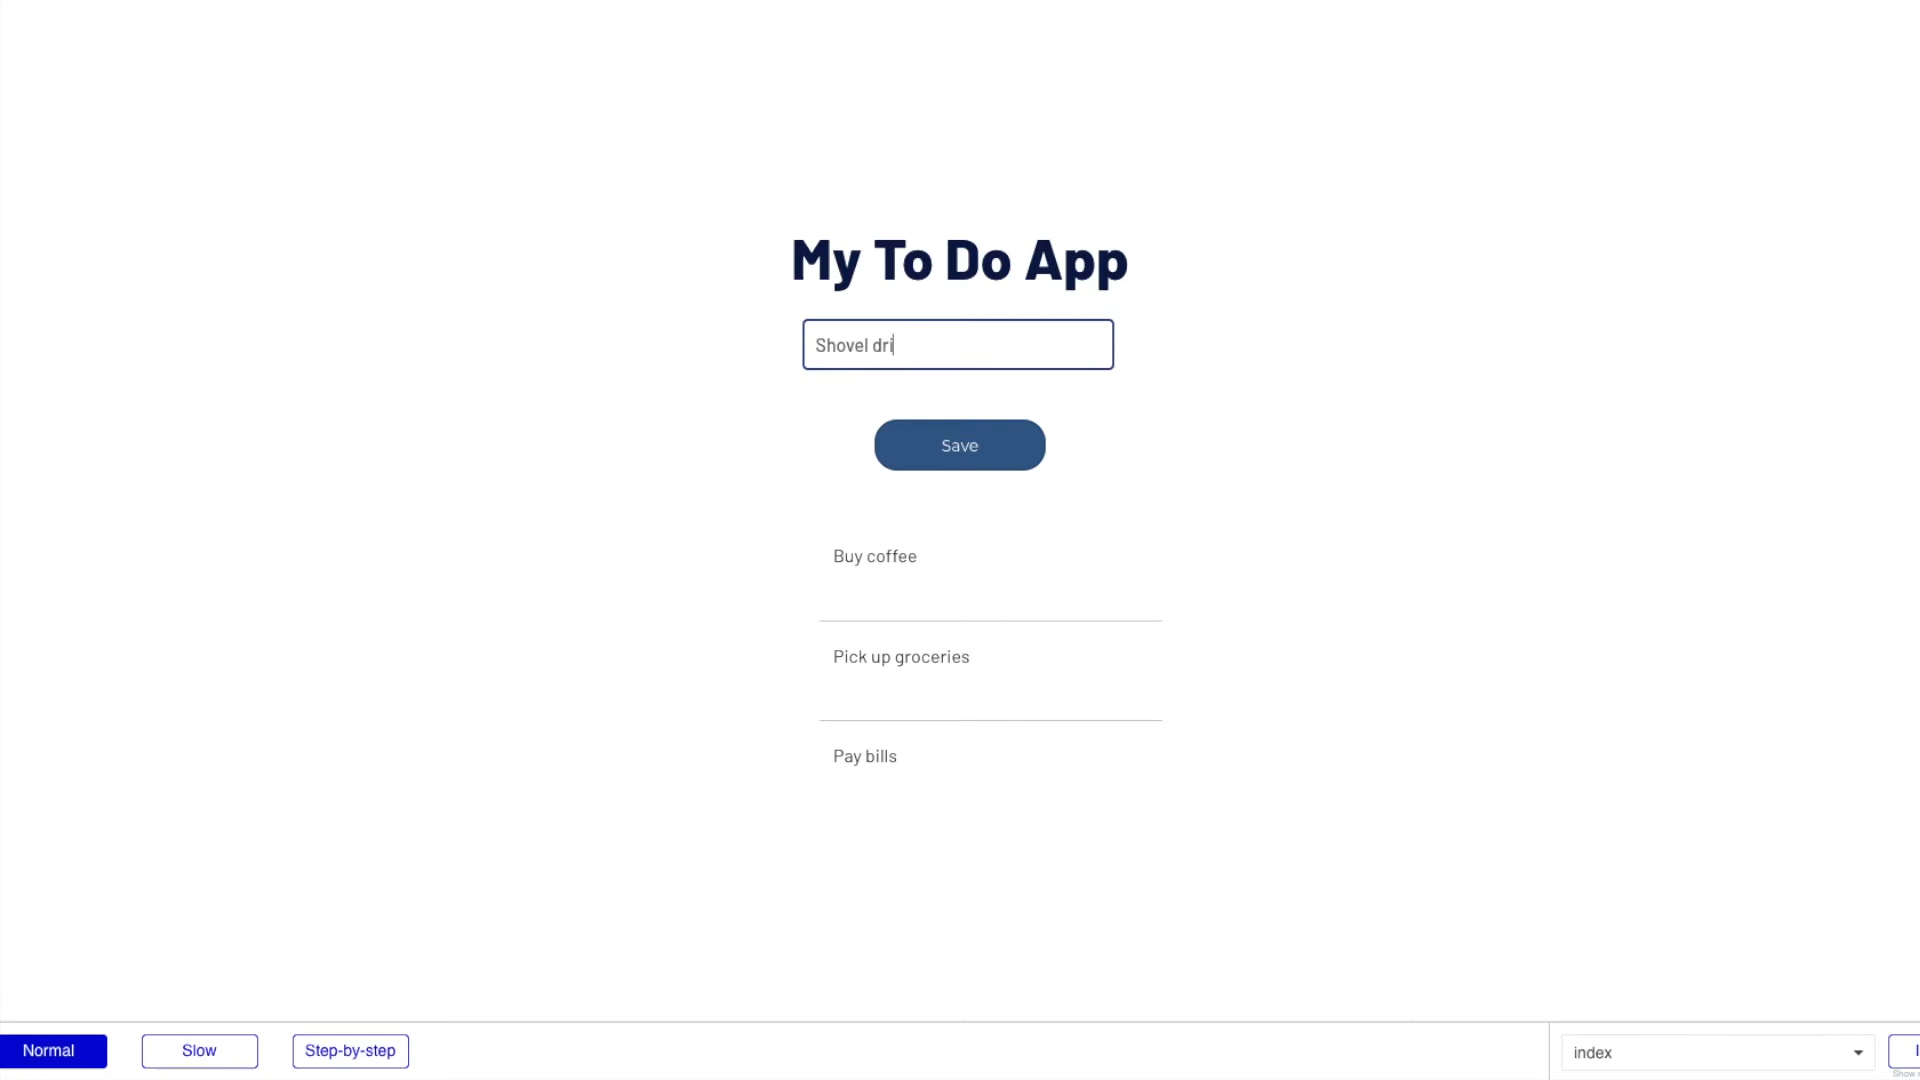 My To Do App
Shovel dri
Save
Buy coffee
Pick up groceries
Pay bills
Normal
Slow
Step-by-step
index
Show